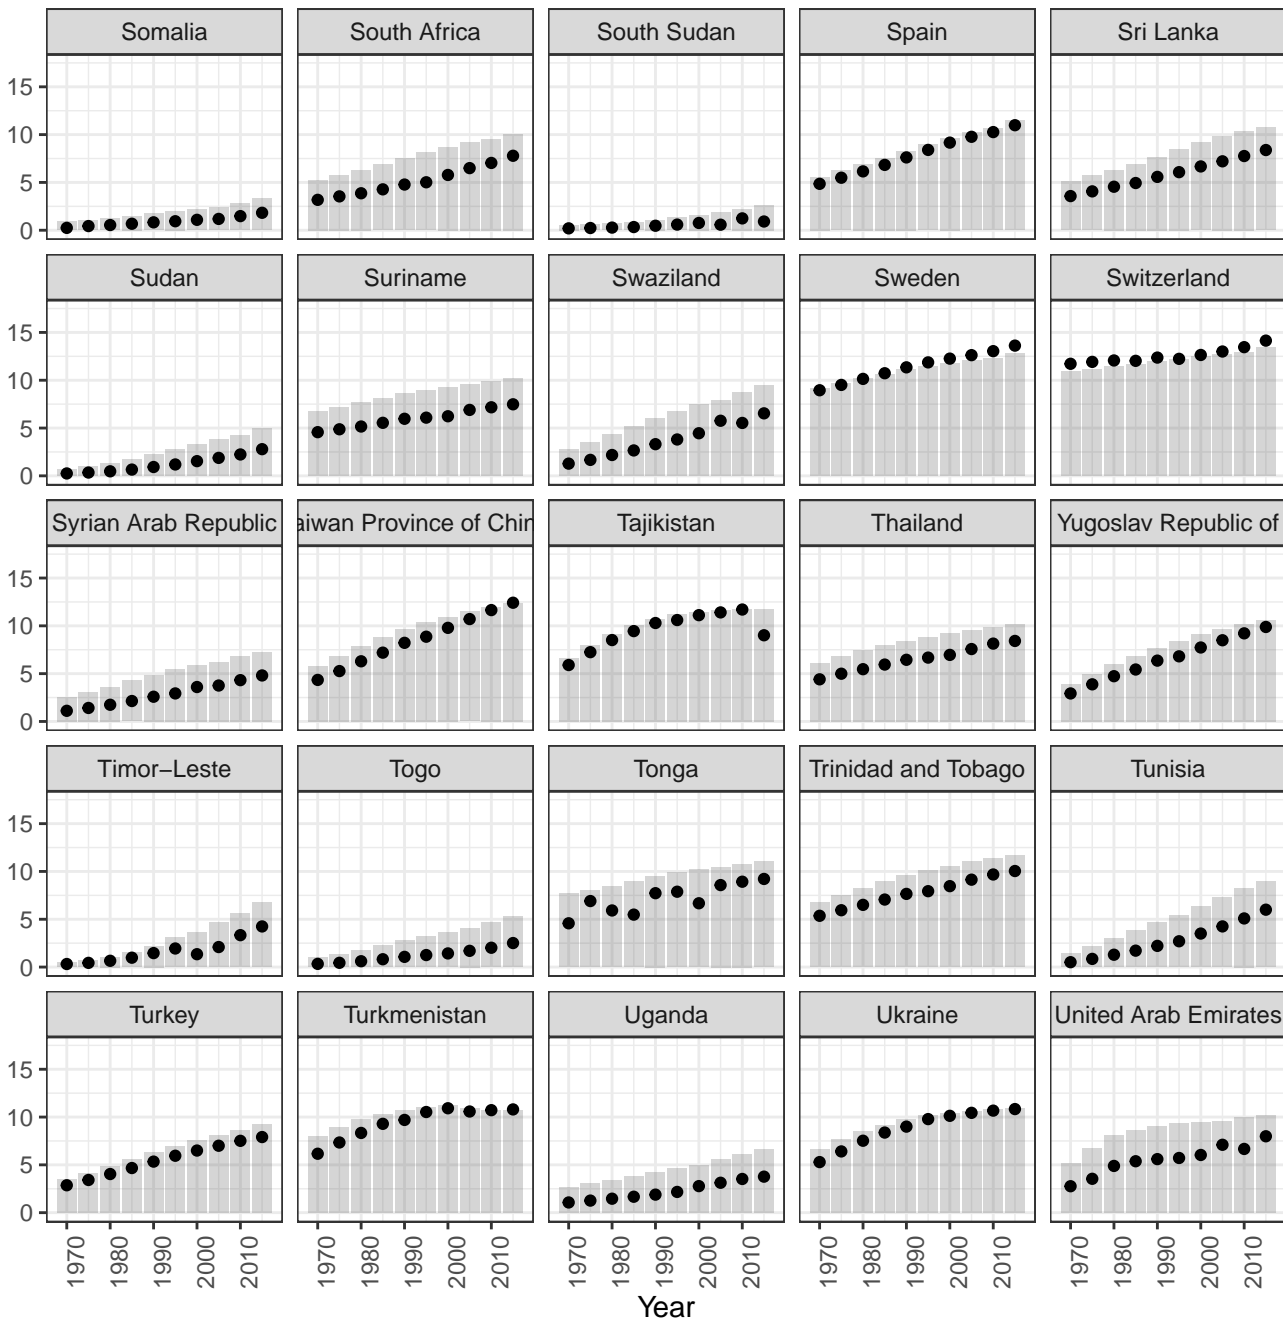 Somalia South Africa South Sudan Spain Sri Lanka
15
10
5
0
Sudan Suriname Swaziland Sweden Switzerland
15
10
5
0
Syrian Arab Republic aiwan Province of Chin Tajikistan Thailand Yugoslav Republic of
15
10
5
0
Timor−Leste Togo Tonga Trinidad and Tobago Tunisia
15
10
5
0
Turkey Turkmenistan Uganda Ukraine United Arab Emirates
15
10
5
0
1970 1980 1990 2000 2010 1970 1980 1990 2000 2010 1970 1980 1990 2000 2010 1970 1980 1990 2000 2010 1970 1980 1990 2000 2010
Year